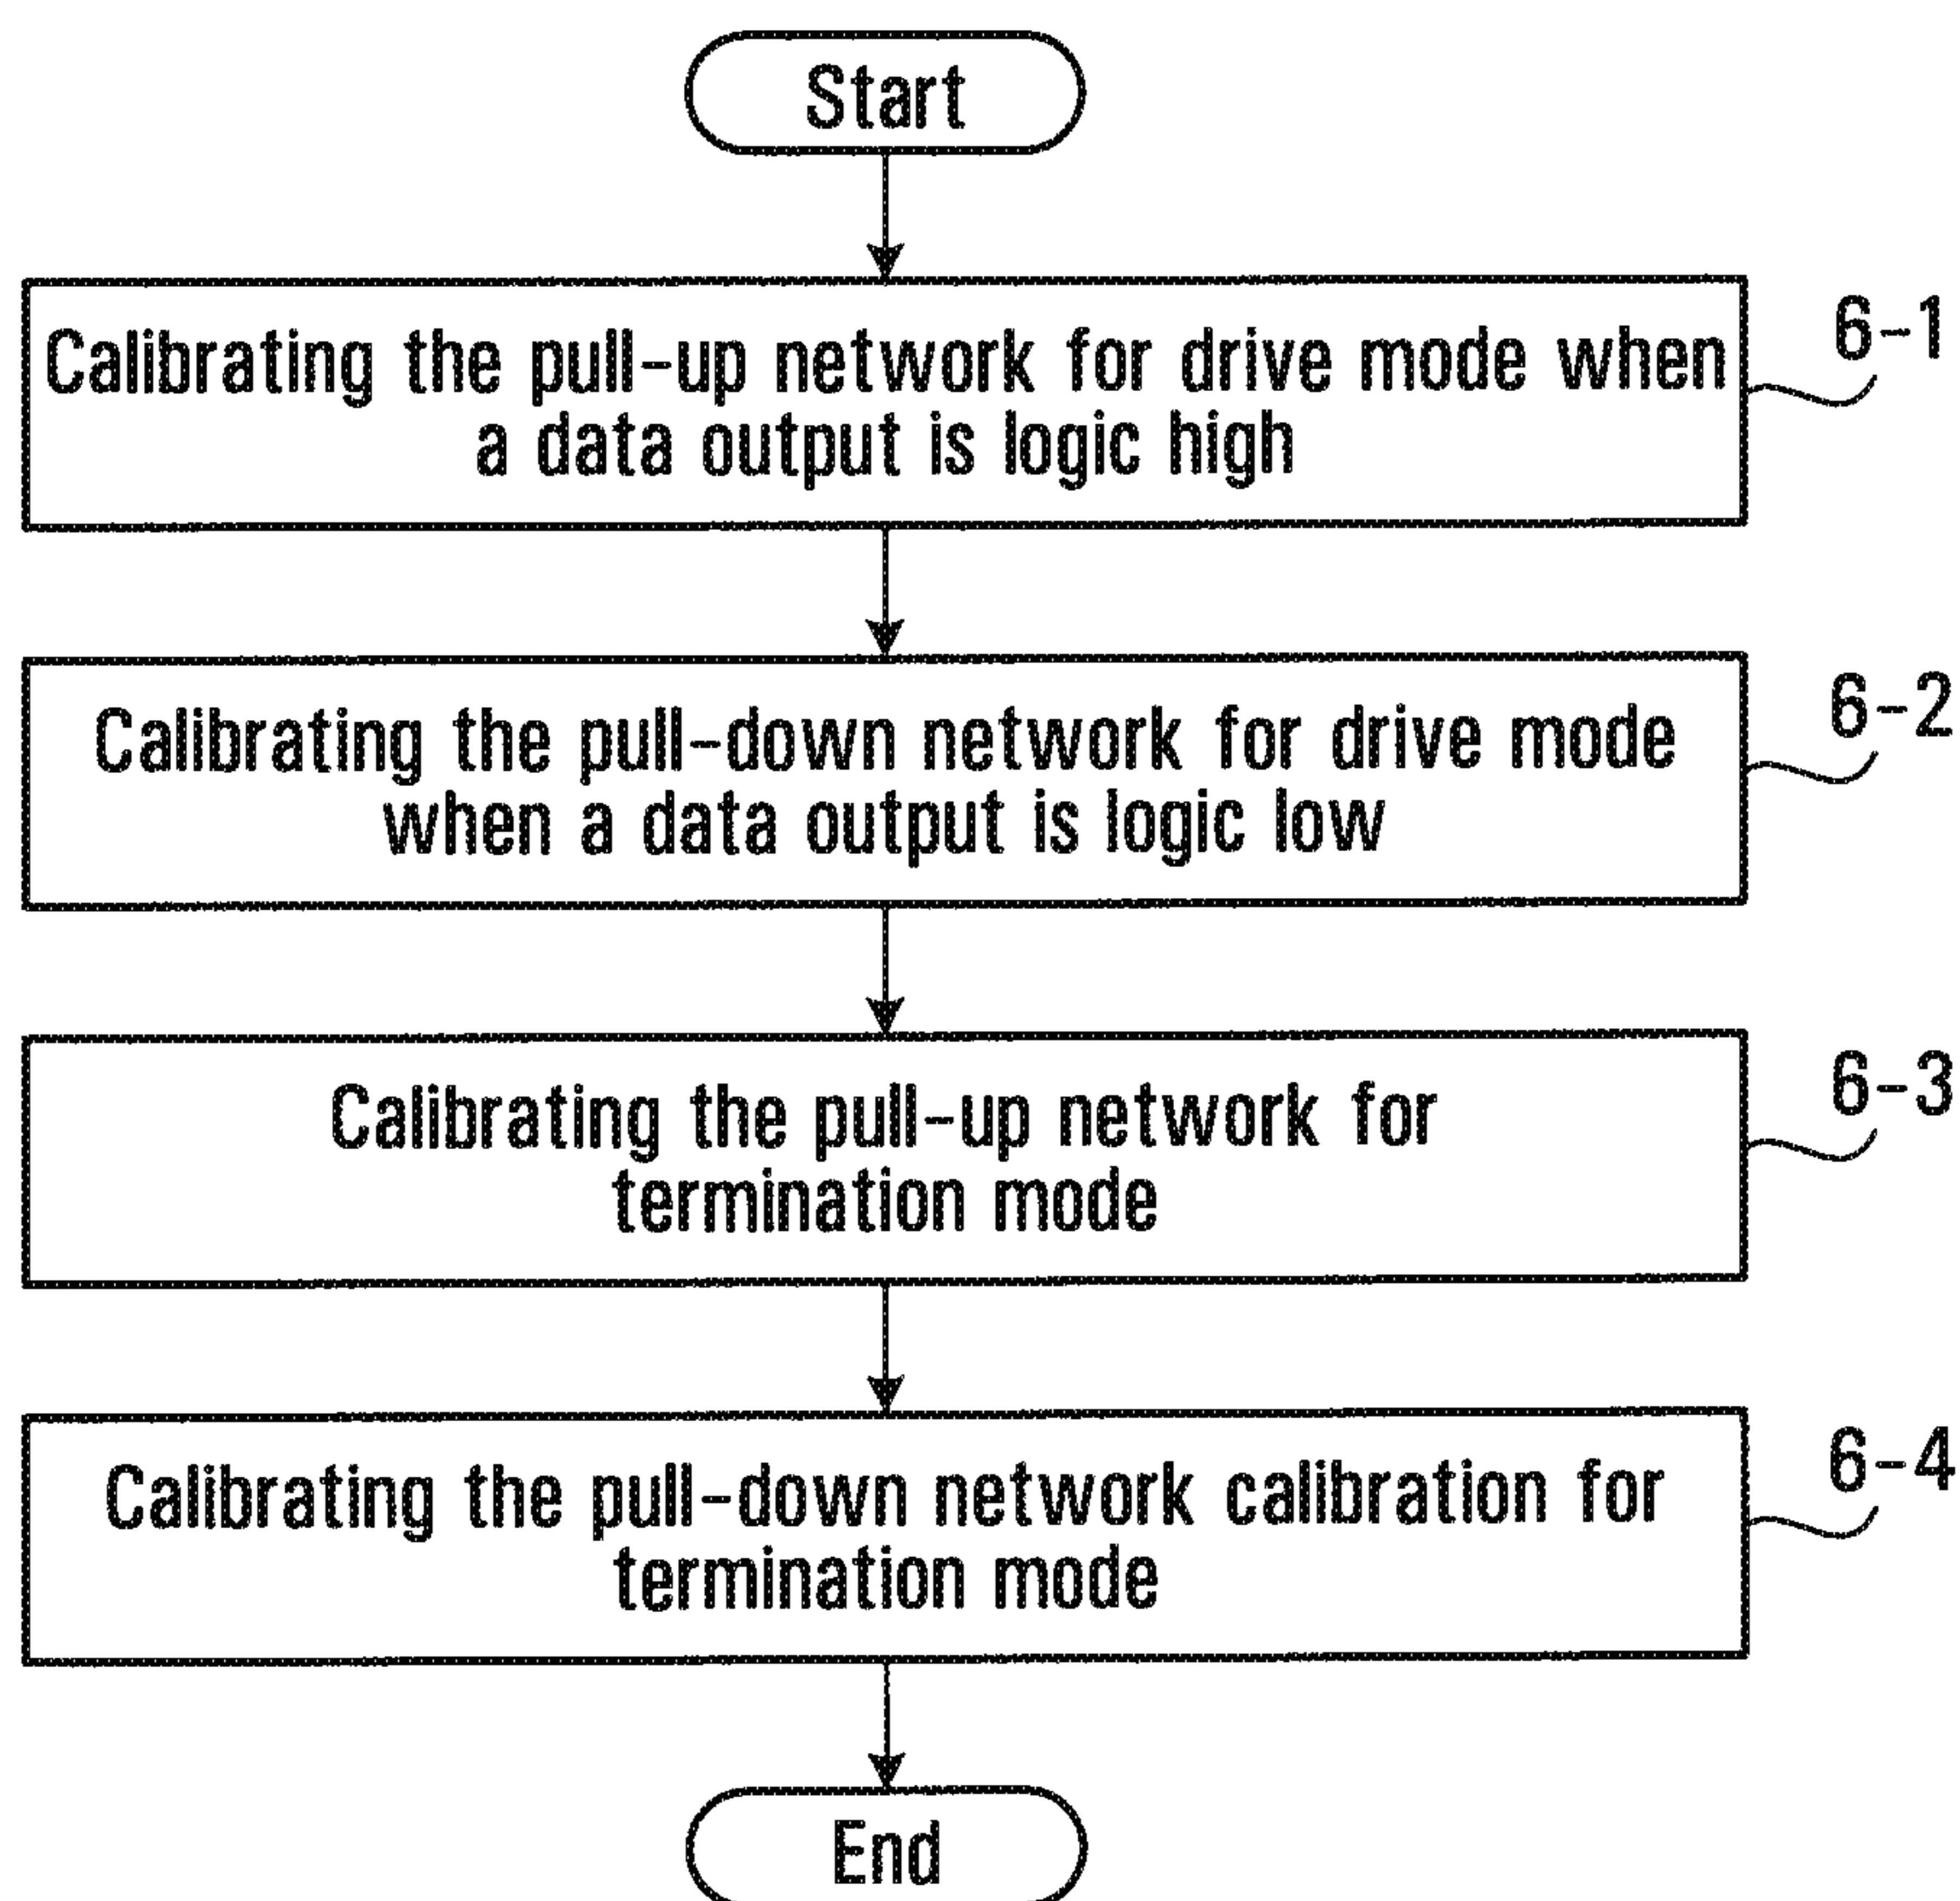 Start
Calibrating the pull-up network for drive mode when
a data output is logic high
6-1
Calibrating the pull-down network for drive mode
when a data output is logic low
6-2
Calibrating the pull-up network for
termination mode
6-3
Calibrating the pull-down network calibration for
termination mode
6-4
End